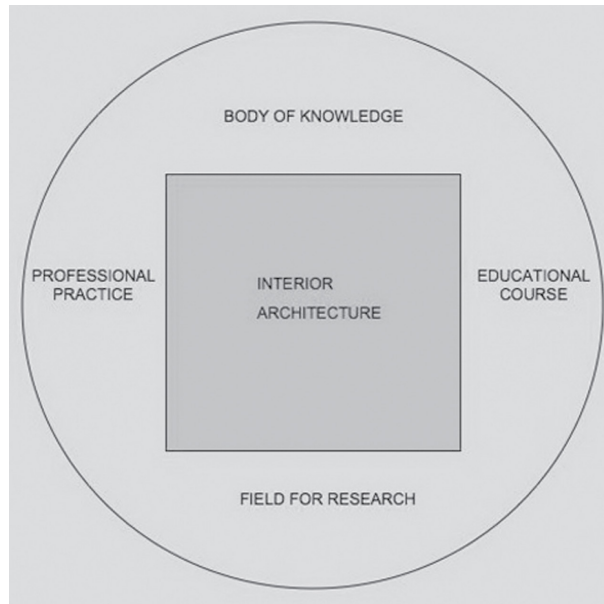 BODY OF KNOWLEDGE
PROFESSIONAL
PRACTICE
INTERIOR
ARCHITECTURE
EDUCATIONAL
COURSE
FIELD FOR RESEARCH